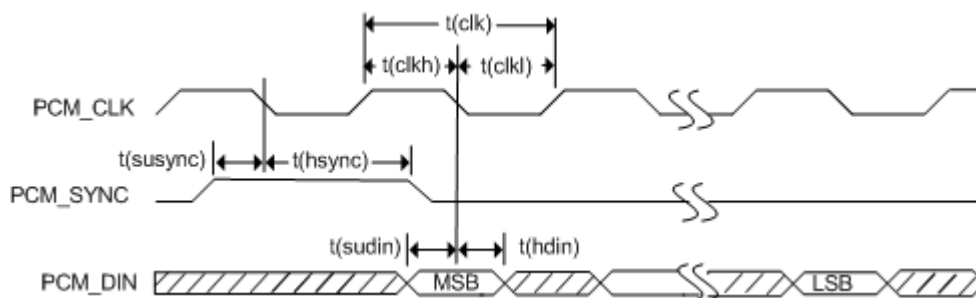 t(clk)
t(clkh) t(clkl)
PCM_CLK
t(susync) t(hsync)
PCM_SYNC
t(sudin) t(hdin)
PCM_DIN MSB LSB